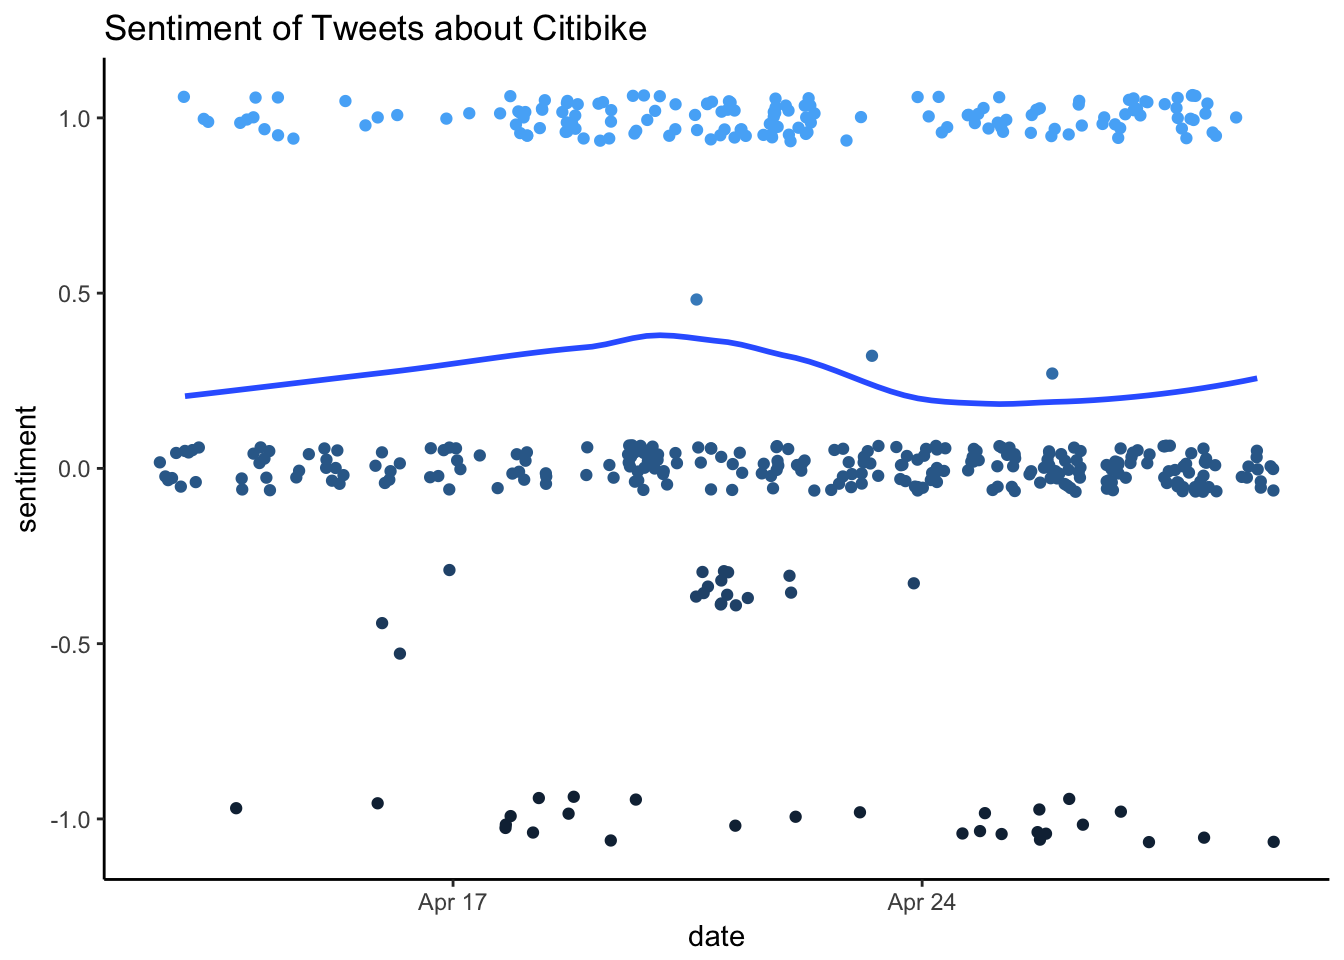 Sentiment of Tweets about Citibike
1.0
0.5
0.0
-0.5
-1.0
sentiment
Apr 17
Apr 24
date